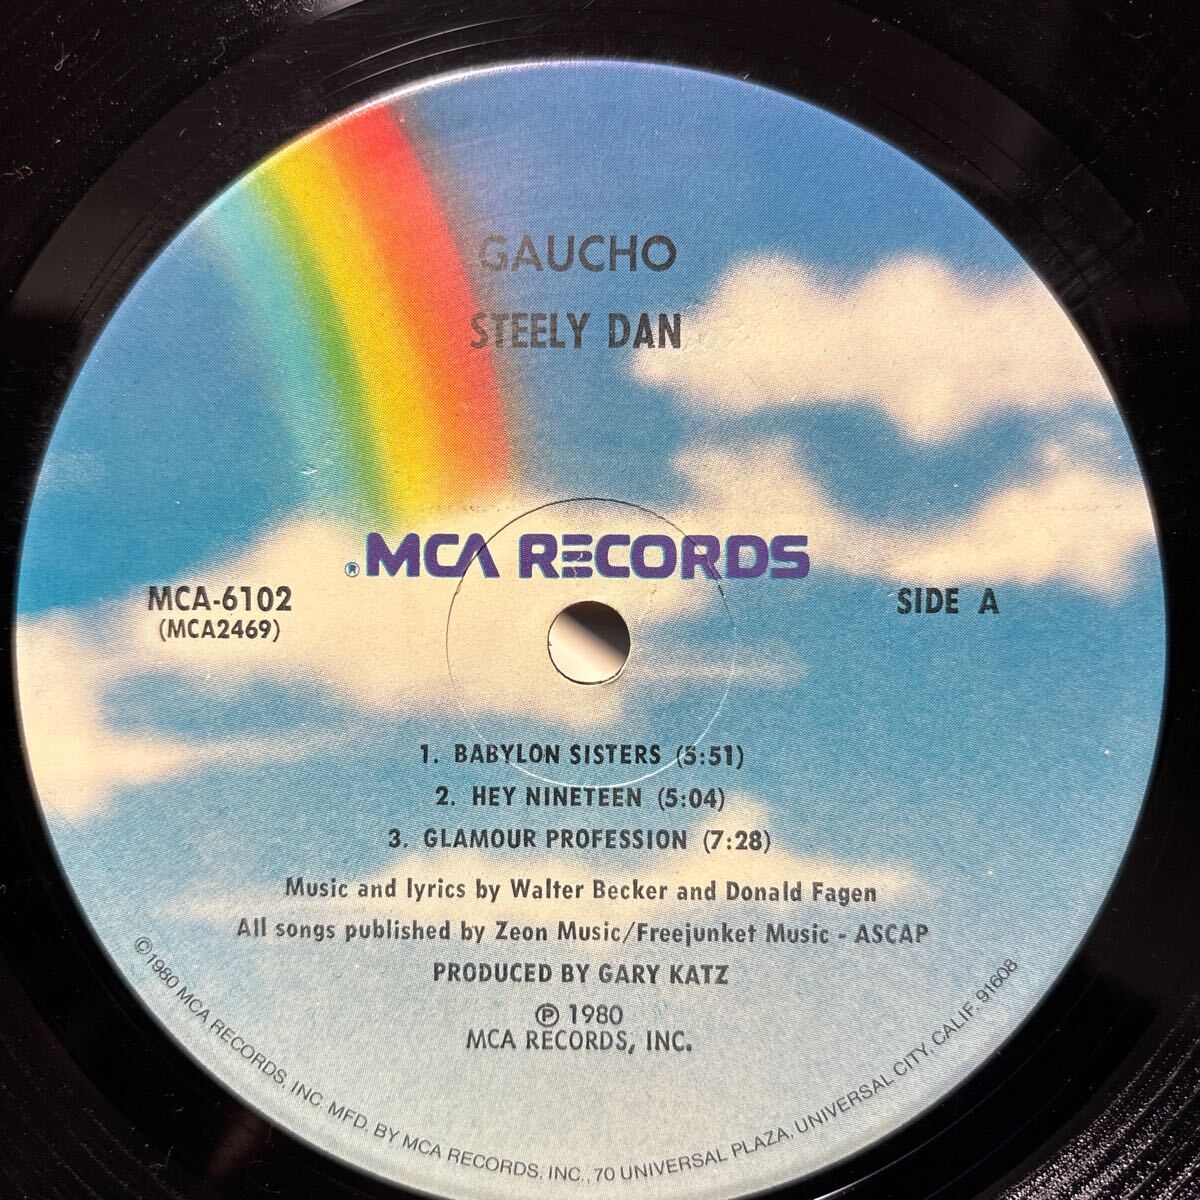 GAUCHO
STEELY DAN
® MCA RECORDS
MCA-6102
(MCA2469)
SIDE A
1. BABYLON SISTERS (5:51)
2. HEY NINETEEN (5:04)
3. GLAMOUR PROFESSION (7:28)
Music and lyrics by Walter Becker and Donald Fagen
All songs published by Zeon Music/Freejunket Music - ASCAP
PRODUCED BY GARY KATZ
℗ 1980
MCA RECORDS, INC.
©1980 MCA RECORDS, INC. MFD. BY MCA RECORDS, INC., 70 UNIVERSAL PLAZA, UNIVERSAL CITY, CALIF. 91608